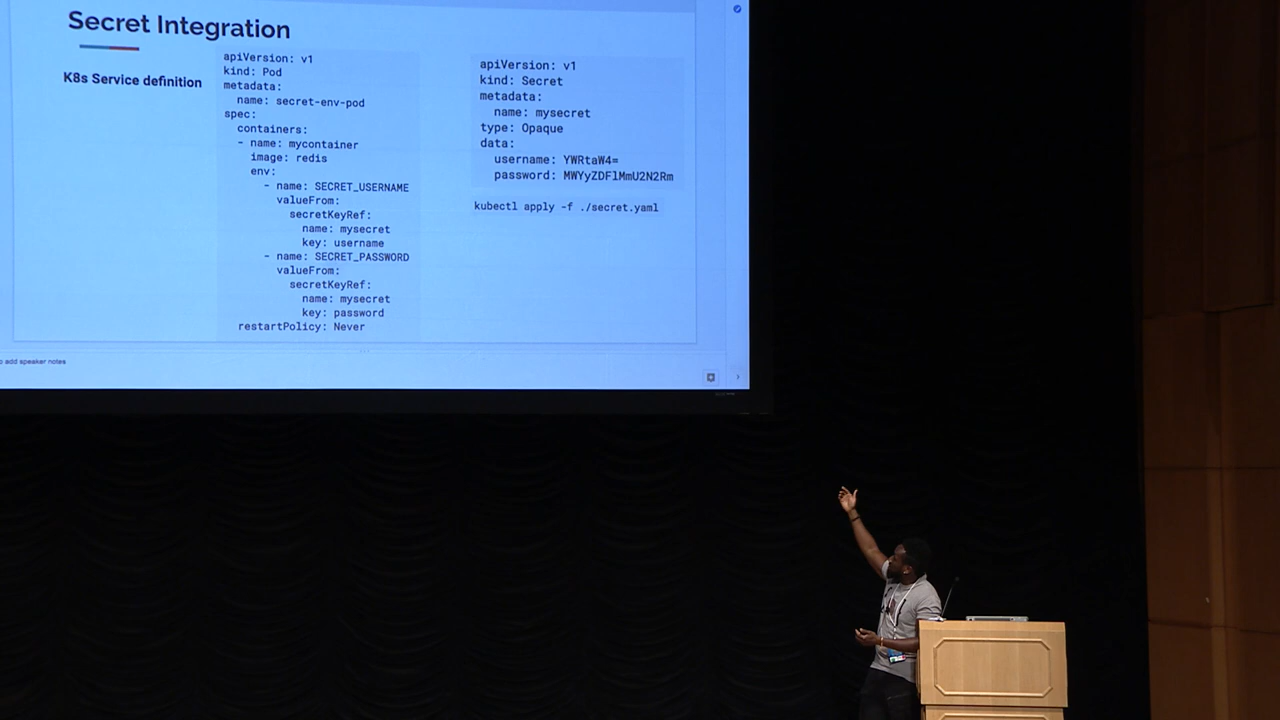 Secret Integration
K8s Service definition
apiVersion: v1
kind: Pod
metadata:
name: secret-env-pod
spec:
containers:
- name: mycontainer
image: redis
env:
- name: SECRET_USERNAME
valueFrom:
secretKeyRef:
name: mysecret
key: username
- name: SECRET_PASSWORD
valueFrom:
secretKeyRef:
name: mysecret
key: password
restartPolicy: Never
apiVersion: v1
kind: Secret
metadata:
name: mysecret
type: Opaque
data:
username: YWRtaW4=
password: MWYyZDFlMmU2N2Rm
kubectl apply -f ./secret.yaml
o add speaker notes